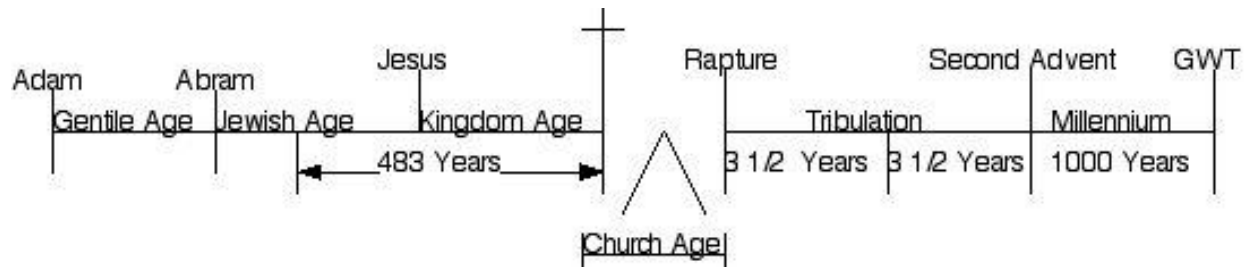 Jesus Rapture Second Advent GWT
Adam Abram
Gentile Age Jewish Age Kingdom Age Tribulation Millennium
483 Years 3 1/2 Years 3 1/2 Years 1000 Years
Church Age